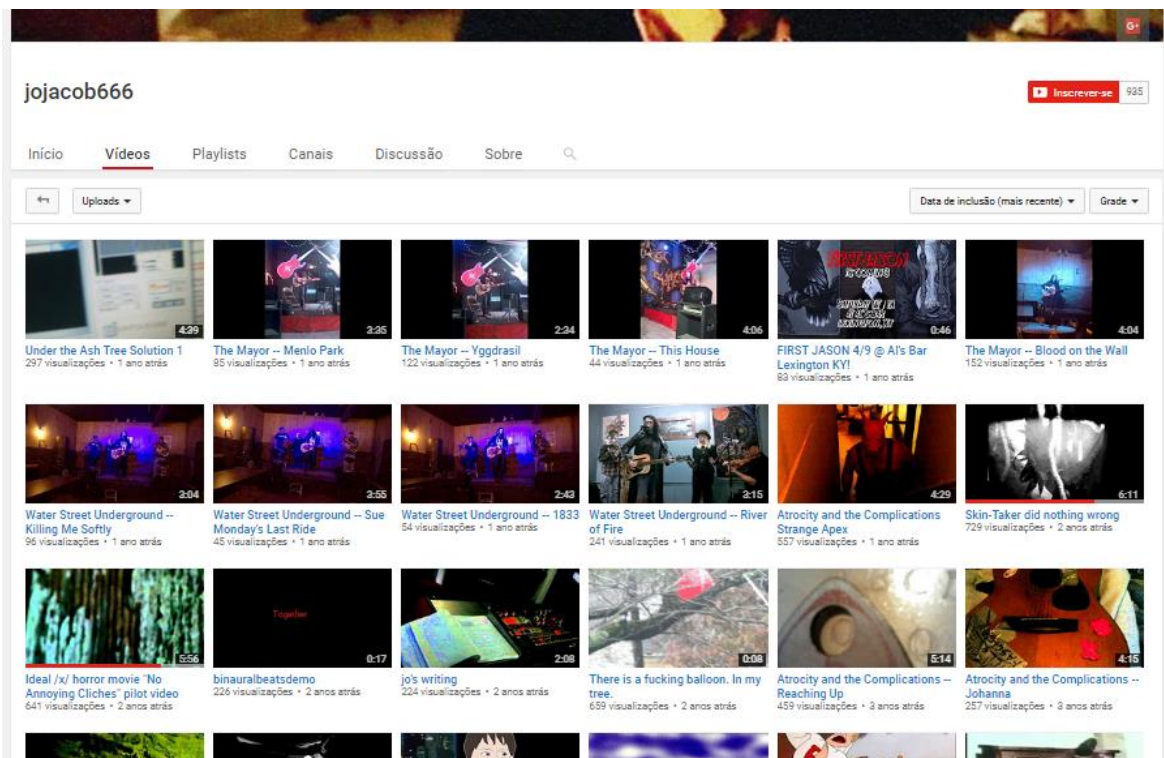 G+
jojacob666
Inscrever-se 935
Início Vídeos Playlists Canais Discussão Sobre
Uploads
Data de inclusão (mais recente) Grade
4:39 2:35 2:34 4:06 0:46 4:04
FIRST JASON
IS COMING
Under the Ash Tree Solution 1
297 visualizações • 1 ano atrás
The Mayor -- Menlo Park
95 visualizações • 1 ano atrás
The Mayor -- Yggdrasil
122 visualizações • 1 ano atrás
The Mayor -- This House
44 visualizações • 1 ano atrás
FIRST JASON 4/9 @ Al's Bar
Lexington KY!
83 visualizações • 1 ano atrás
The Mayor -- Blood on the Wall
152 visualizações • 1 ano atrás
3:04 3:55 2:43 3:15 4:29 6:11
Water Street Underground --
Killing Me Softly
96 visualizações • 1 ano atrás
Water Street Underground -- Sue
Monday's Last Ride
45 visualizações • 1 ano atrás
Water Street Underground -- 1833
54 visualizações • 1 ano atrás
Water Street Underground -- River
of Fire
241 visualizações • 1 ano atrás
Atrocity and the Complications
Strange Apex
557 visualizações • 1 ano atrás
Skin-Taker did nothing wrong
729 visualizações • 2 anos atrás
Together
5:56 0:17 2:08 0:08 5:14 4:15
Ideal /x/ horror movie "No
Annoying Cliches" pilot video
641 visualizações • 2 anos atrás
binauralbeatsdemo
226 visualizações • 2 anos atrás
jo's writing
224 visualizações • 2 anos atrás
There is a fucking balloon. In my
tree.
659 visualizações • 2 anos atrás
Atrocity and the Complications --
Reaching Up
459 visualizações • 3 anos atrás
Atrocity and the Complications --
Johanna
257 visualizações • 3 anos atrás